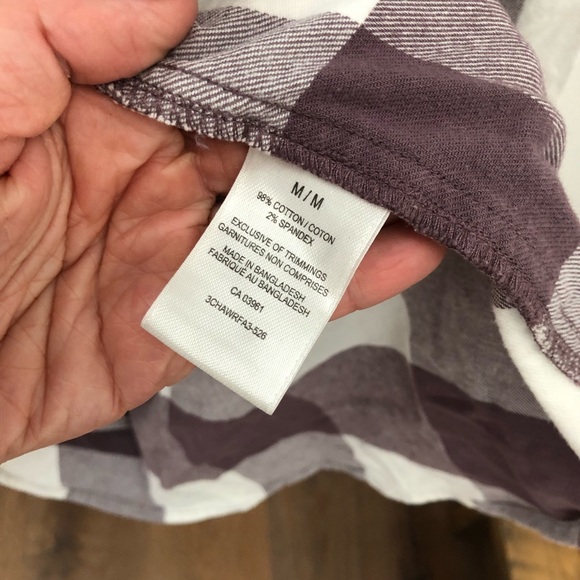 M / M
98% COTTON / COTON
2% SPANDEX
EXCLUSIVE OF TRIMMINGS
GARNITURES NON COMPRISES
MADE IN BANGLADESH
FABRIQUÉ AU BANGLADESH
CA 03961
3CHAWRFA3-526